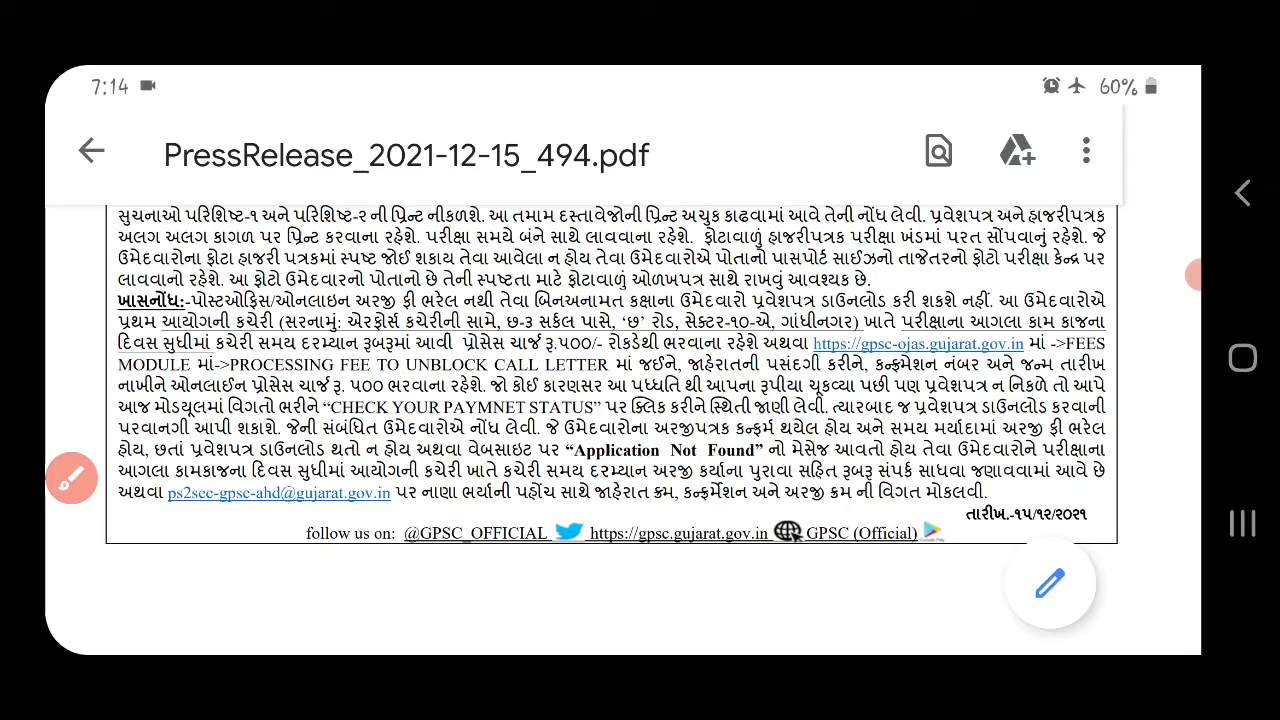 7:14
60%
PressRelease_2021-12-15_494.pdf
સુચનાઓ પરિશિષ્ટ-૧ અને પરિશિષ્ટ-૨ ની પ્રિન્ટ નીકળશે. આ તમામ દસ્તાવેજોની પ્રિન્ટ અચુક કાઢવામાં આવે તેની નોંધ લેવી. પ્રવેશપત્ર અને હાજરીપત્રક
અલગ અલગ કાગળ પર પ્રિન્ટ કરવાના રહેશે. પરીક્ષા સમયે બંને સાથે લાવવાના રહેશે. ફોટાવાળું હાજરીપત્રક પરીક્ષા ખંડમાં પરત સોંપવાનું રહેશે. જે
ઉમેદવારોના ફોટા હાજરી પત્રકમાં સ્પષ્ટ જોઈ શકાય તેવા આવેલા ન હોય તેવા ઉમેદવારોએ પોતાનો પાસપોર્ટ સાઈઝનો તાજેતરનો ફોટો પરીક્ષા કેન્દ્ર પર
લાવવાનો રહેશે. આ ફોટો ઉમેદવારનો પોતાનો છે તેની સ્પષ્ટતા માટે ફોટાવાળું ઓળખપત્ર સાથે રાખવું આવશ્યક છે.
ખાસનોંધ:-પોસ્ટઓફિસ/ઓનલાઇન અરજી ફી ભરેલ નથી તેવા બિનઅનામત કક્ષાના ઉમેદવારો પ્રવેશપત્ર ડાઉનલોડ કરી શકશે નહીં. આ ઉમેદવારોએ
પ્રથમ આયોગની કચેરી (સરનામું: એરફોર્સ કચેરીની સામે, છ-૩ સર્કલ પાસે, ‘છ’ રોડ, સેક્ટર-૧૦-એ, ગાંધીનગર) ખાતે પરીક્ષાના આગલા કામ કાજના
દિવસ સુધીમાં કચેરી સમય દરમ્યાન રૂબરૂમાં આવી પ્રોસેસ ચાર્જ રૂ.૫૦૦/- રોકડેથી ભરવાના રહેશે અથવા https://gpsc-ojas.gujarat.gov.in માં ->FEES
MODULE માં->PROCESSING FEE TO UNBLOCK CALL LETTER માં જઈને, જાહેરાતની પસંદગી કરીને, કન્ફ્રમેશન નંબર અને જન્મ તારીખ
નાખીને ઓનલાઈન પ્રોસેસ ચાર્જ રૂ. ૫૦૦ ભરવાના રહેશે. જો કોઈ કારણસર આ પધ્ધતિ થી આપના રૂપીયા ચૂકવ્યા પછી પણ પ્રવેશપત્ર ન નિકળે તો આપે
આજ મોડયૂલમાં વિગતો ભરીને “CHECK YOUR PAYMNET STATUS” પર ક્લિક કરીને સ્થિતી જાણી લેવી. ત્યારબાદ જ પ્રવેશપત્ર ડાઉનલોડ કરવાની
પરવાનગી આપી શકાશે. જેની સંબંધિત ઉમેદવારોએ નોંધ લેવી. જે ઉમેદવારોના અરજીપત્રક કન્ફર્મ થયેલ હોય અને સમય મર્યાદામાં અરજી ફી ભરેલ
હોય, છતાં પ્રવેશપત્ર ડાઉનલોડ થતો ન હોય અથવા વેબસાઇટ પર “Application Not Found” નો મેસેજ આવતો હોય તેવા ઉમેદવારોને પરીક્ષાના
આગલા કામકાજના દિવસ સુધીમાં આયોગની કચેરી ખાતે કચેરી સમય દરમ્યાન અરજી કર્યાના પુરાવા સહિત રૂબરૂ સંપર્ક સાધવા જણાવવામાં આવે છે
અથવા ps2sec-gpsc-ahd@gujarat.gov.in પર નાણા ભર્યાની પહોંચ સાથે જાહેરાત ક્રમ, કન્ફર્મેશન અને અરજી ક્રમ ની વિગત મોકલવી.
તારીખ.-૧૫/૧૨/૨૦૨૧
follow us on: @GPSC_OFFICIAL https://gpsc.gujarat.gov.in GPSC (Official)